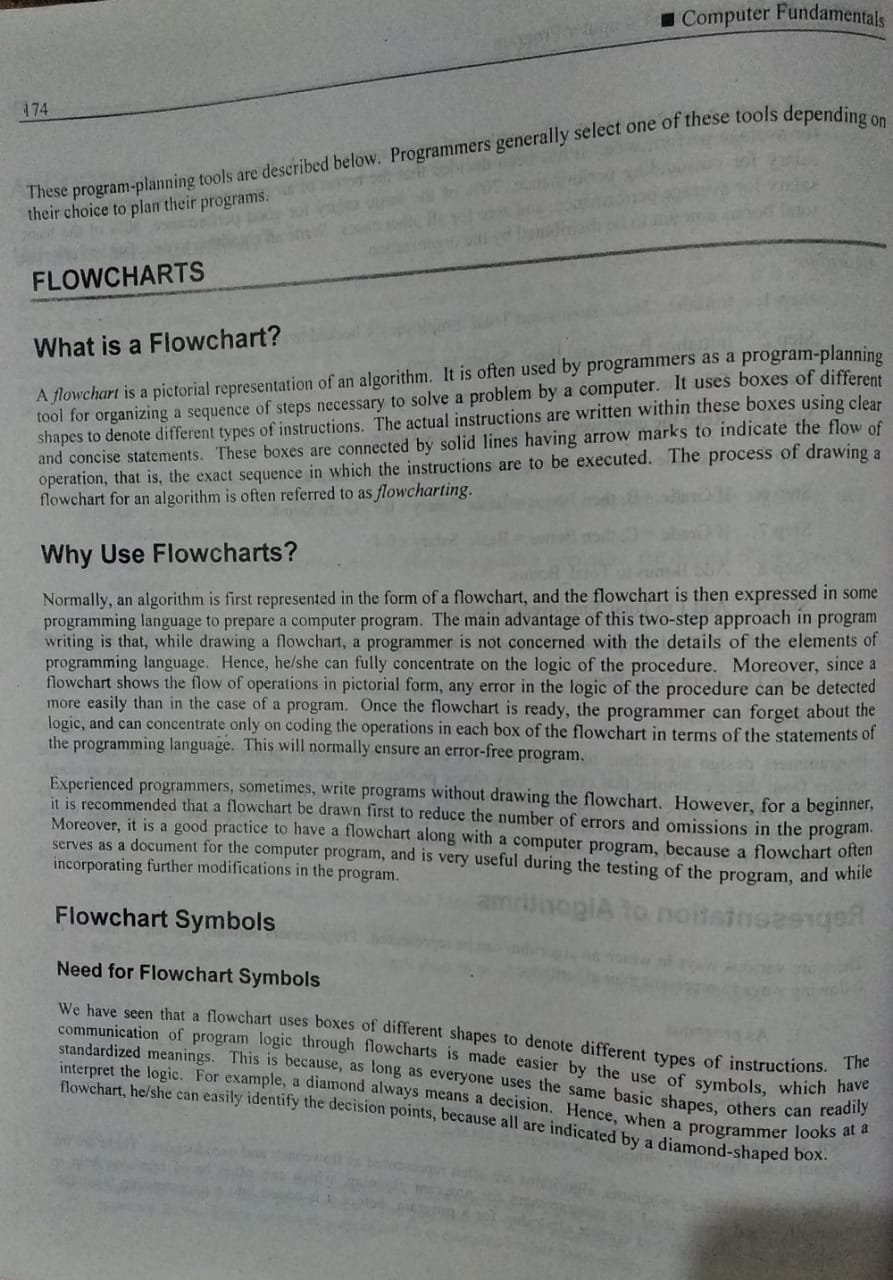 ■ Computer Fundamentals
174
These program-planning tools are described below. Programmers generally select one of these tools depending on
their choice to plan their programs.
FLOWCHARTS
What is a Flowchart?
A flowchart is a pictorial representation of an algorithm. It is often used by programmers as a program-planning
tool for organizing a sequence of steps necessary to solve a problem by a computer. It uses boxes of different
shapes to denote different types of instructions. The actual instructions are written within these boxes using clear
and concise statements. These boxes are connected by solid lines having arrow marks to indicate the flow of
operation, that is, the exact sequence in which the instructions are to be executed. The process of drawing a
flowchart for an algorithm is often referred to as flowcharting.
Why Use Flowcharts?
Normally, an algorithm is first represented in the form of a flowchart, and the flowchart is then expressed in some
programming language to prepare a computer program. The main advantage of this two-step approach in program
writing is that, while drawing a flowchart, a programmer is not concerned with the details of the elements of
programming language. Hence, he/she can fully concentrate on the logic of the procedure. Moreover, since a
flowchart shows the flow of operations in pictorial form, any error in the logic of the procedure can be detected
more easily than in the case of a program. Once the flowchart is ready, the programmer can forget about the
logic, and can concentrate only on coding the operations in each box of the flowchart in terms of the statements of
the programming language. This will normally ensure an error-free program.
Experienced programmers, sometimes, write programs without drawing the flowchart. However, for a beginner,
it is recommended that a flowchart be drawn first to reduce the number of errors and omissions in the program.
Moreover, it is a good practice to have a flowchart along with a computer program, because a flowchart often
serves as a document for the computer program, and is very useful during the testing of the program, and while
incorporating further modifications in the program.
Flowchart Symbols
Need for Flowchart Symbols
We have seen that a flowchart uses boxes of different shapes to denote different types of instructions. The
communication of program logic through flowcharts is made easier by the use of symbols, which have
standardized meanings. This is because, as long as everyone uses the same basic shapes, others can readily
interpret the logic. For example, a diamond always means a decision. Hence, when a programmer looks at a
flowchart, he/she can easily identify the decision points, because all are indicated by a diamond-shaped box.